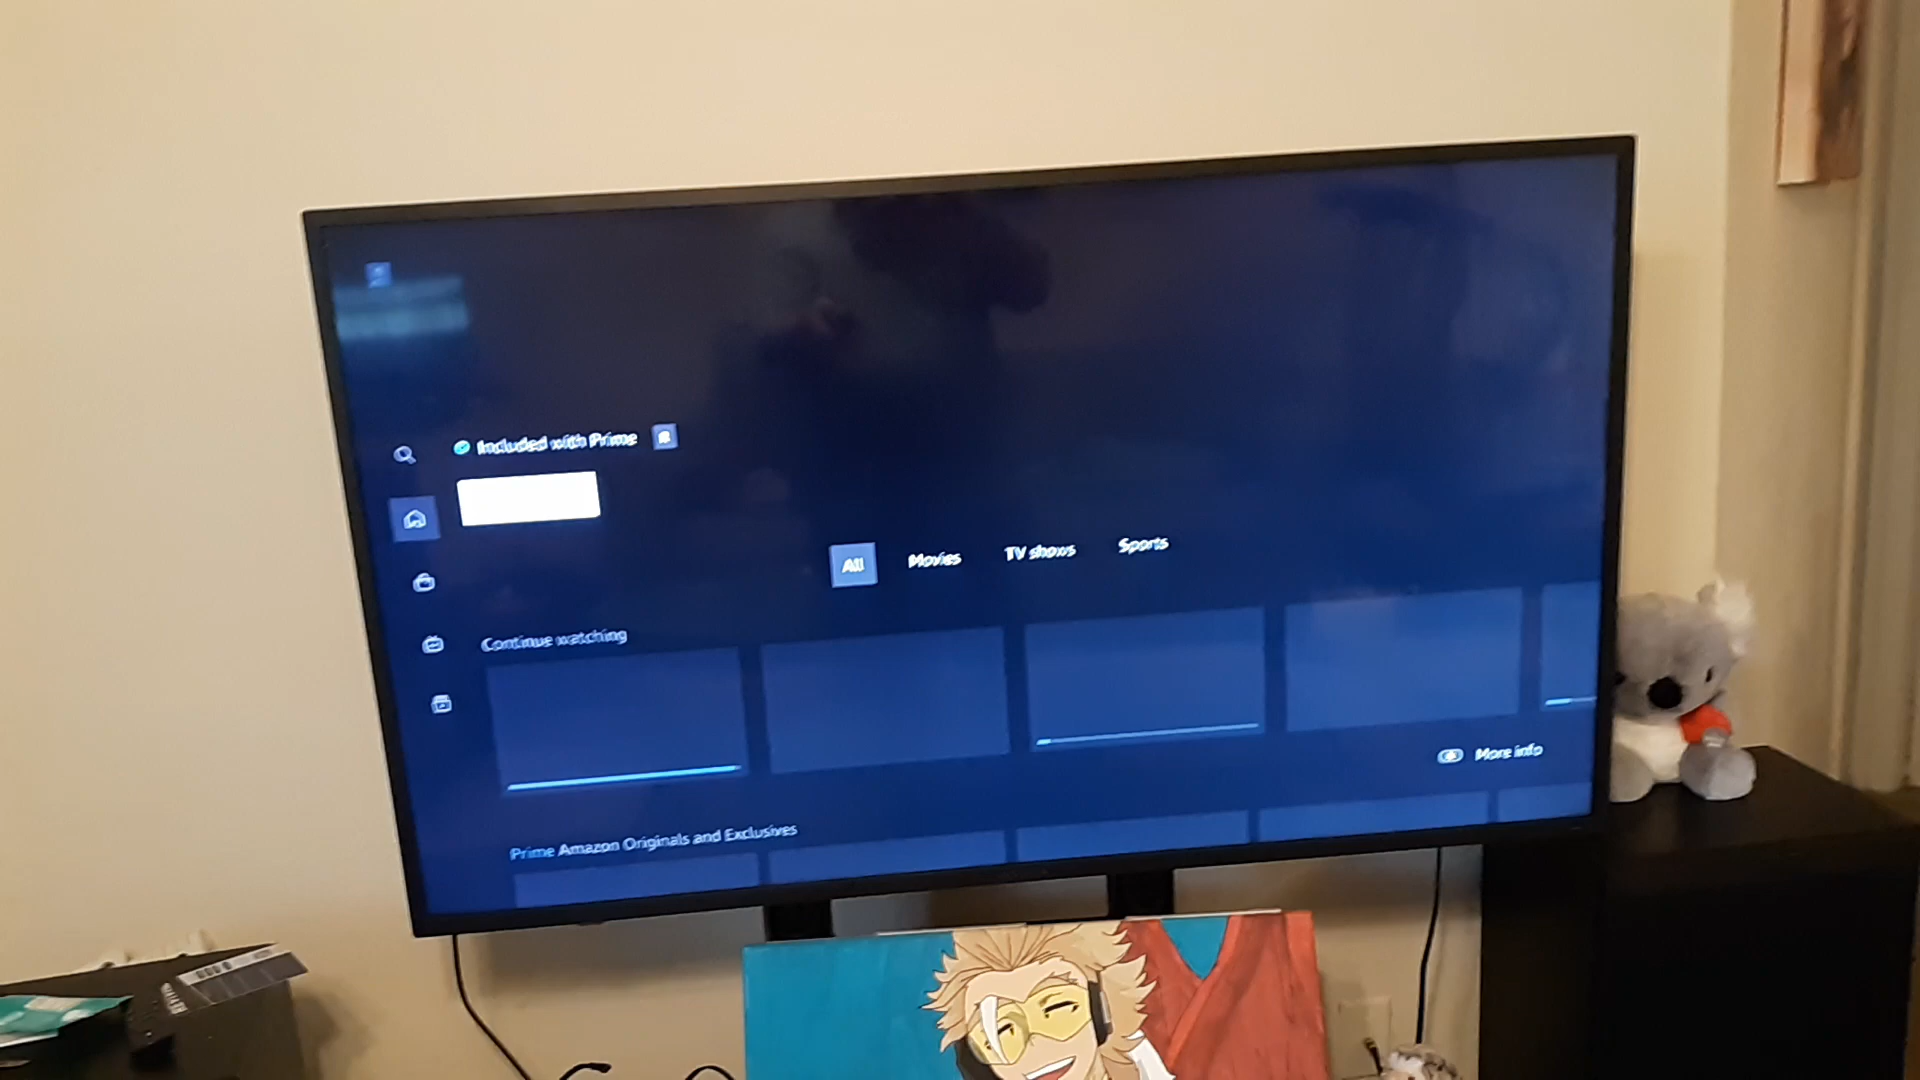 Included with Prime
All Movies TV shows Sports
Continue watching
More info
Prime Amazon Originals and Exclusives